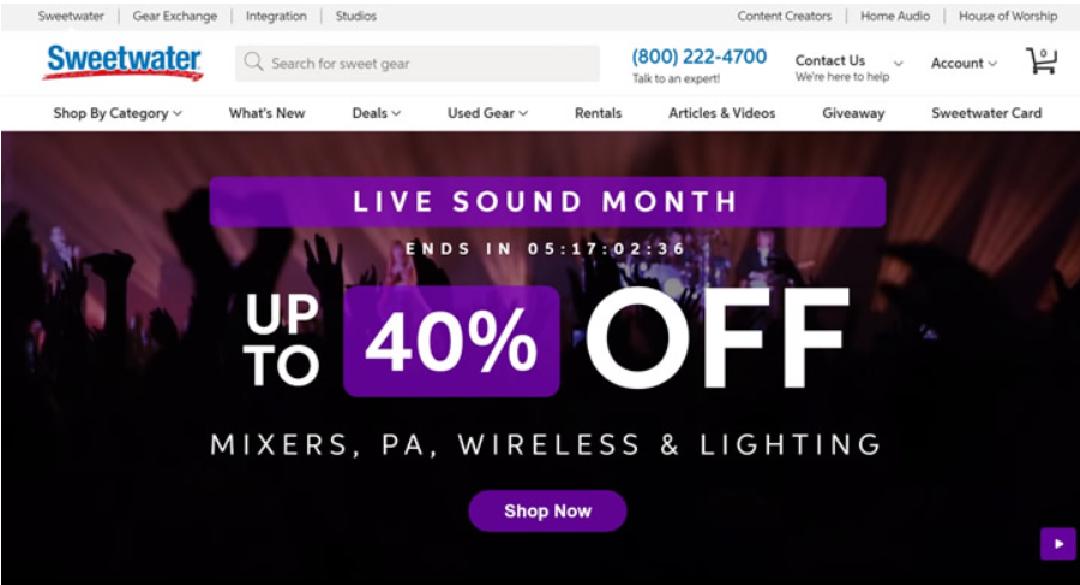 Sweetwater Gear Exchange Integration Studios Content Creators Home Audio House of Worship
Sweetwater Search for sweet gear (800) 222-4700 Contact Us Account 0
Talk to an expert! We're here to help
Shop By Category What's New Deals Used Gear Rentals Articles & Videos Giveaway Sweetwater Card
LIVE SOUND MONTH
ENDS IN 05:17:02:36
UP TO 40% OFF
MIXERS, PA, WIRELESS & LIGHTING
Shop Now